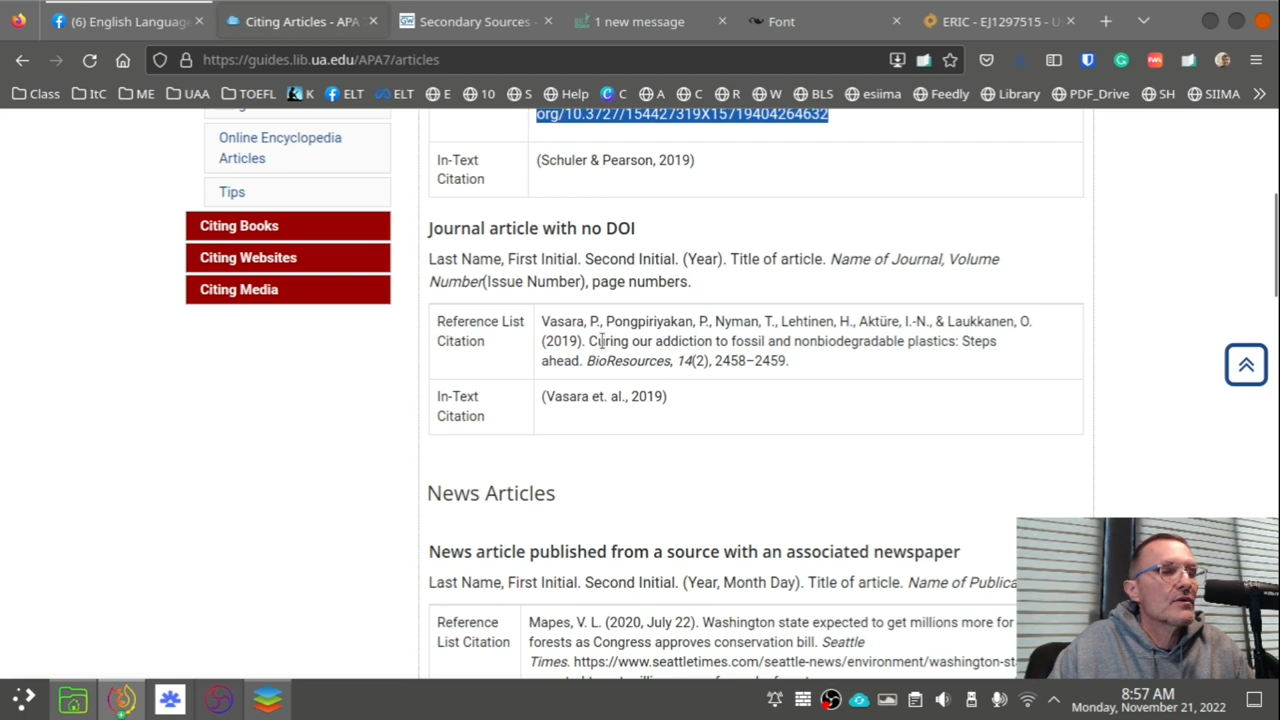 (6) English Language
Citing Articles - APA
Secondary Sources -
1 new message
Font
ERIC - EJ1297515 - U
https://guides.lib.ua.edu/APA7/articles
Class ItC ME UAA TOEFL K ELT ELT E 10 S Help C A C R W BLS esiima Feedly Library PDF_Drive SH SIIMA
Online Encyclopedia
Articles
Tips
Citing Books
Citing Websites
Citing Media
org/10.3727/154427319X15719404264632
In-Text
Citation
(Schuler & Pearson, 2019)
Journal article with no DOI
Last Name, First Initial. Second Initial. (Year). Title of article. Name of Journal, Volume
Number(Issue Number), page numbers.
Reference List
Citation
Vasara, P., Pongpiriyakan, P., Nyman, T., Lehtinen, H., Aktüre, I.-N., & Laukkanen, O.
(2019). Curing our addiction to fossil and nonbiodegradable plastics: Steps
ahead. BioResources, 14(2), 2458–2459.
In-Text
Citation
(Vasara et. al., 2019)
News Articles
News article published from a source with an associated newspaper
Last Name, First Initial. Second Initial. (Year, Month Day). Title of article. Name of Publica
Reference
List Citation
Mapes, V. L. (2020, July 22). Washington state expected to get millions more for
forests as Congress approves conservation bill. Seattle
Times. https://www.seattletimes.com/seattle-news/environment/washington-st
8:57 AM
Monday, November 21, 2022